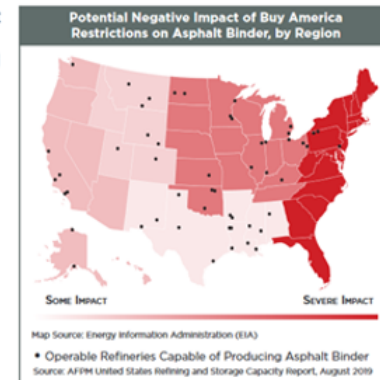 Potential Negative Impact of Buy America
Restrictions on Asphalt Binder, by Region
SOME IMPACT
SEVERE IMPACT
Map Source: Energy Information Administration (EIA)
• Operable Refineries Capable of Producing Asphalt Binder
Source: AFPM United States Refining and Storage Capacity Report, August 2019